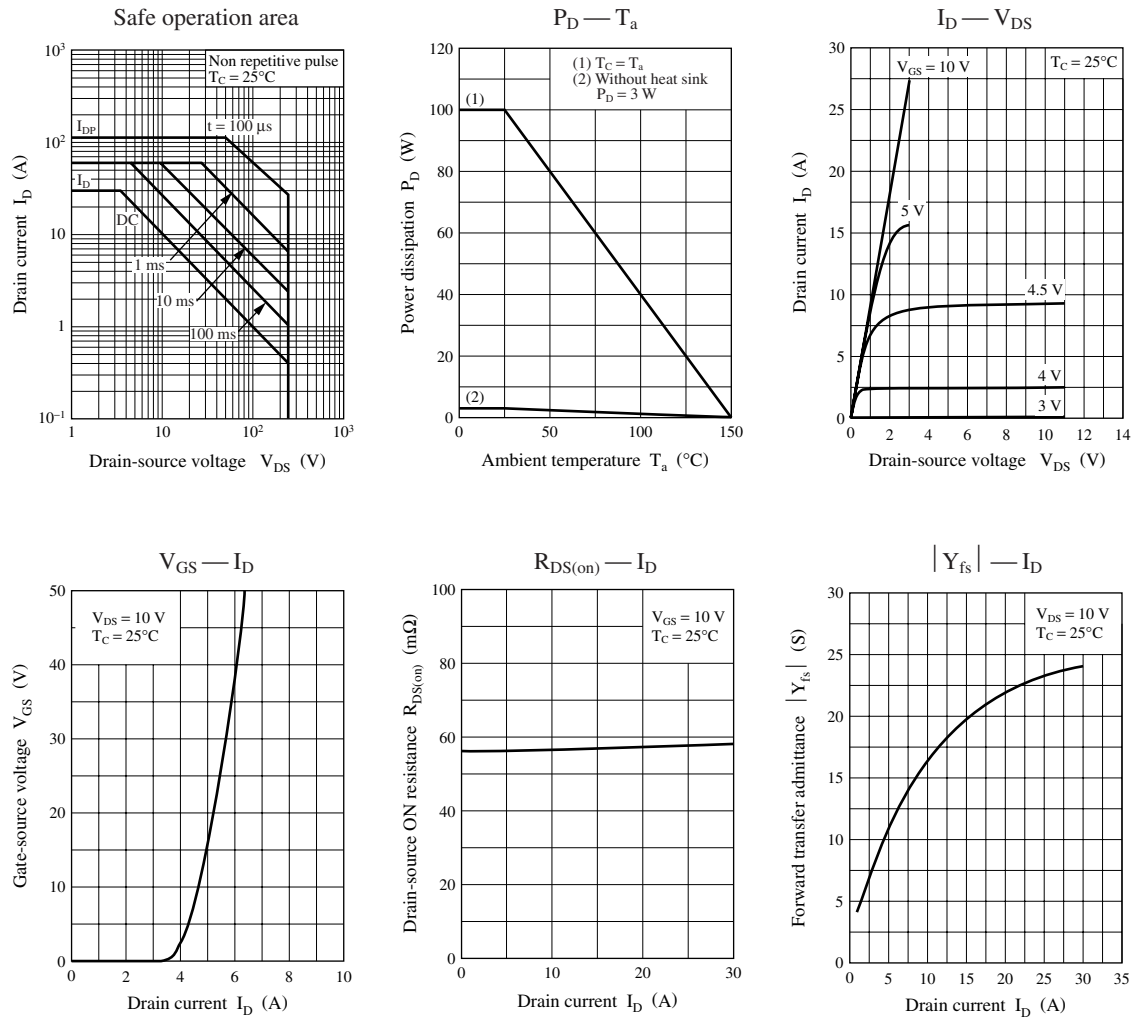 Safe operation area
10³
10²
10
1
10⁻¹
1
10
10²
10³
Non repetitive pulse
T_C = 25°C
I_DP
t = 100 μs
I_D
DC
1 ms
10 ms
100 ms
Drain current I_D (A)
Drain-source voltage V_DS (V)
P_D — T_a
120
100
80
60
40
20
0
0
50
100
150
(1) T_C = T_a
(2) Without heat sink
P_D = 3 W
(1)
(2)
Power dissipation P_D (W)
Ambient temperature T_a (°C)
I_D — V_DS
30
25
20
15
10
5
0
0
2
4
6
8
10
12
14
V_GS = 10 V
T_C = 25°C
5 V
4.5 V
4 V
3 V
Drain current I_D (A)
Drain-source voltage V_DS (V)
V_GS — I_D
50
40
30
20
10
0
0
2
4
6
8
10
V_DS = 10 V
T_C = 25°C
Gate-source voltage V_GS (V)
Drain current I_D (A)
R_DS(on) — I_D
100
80
60
40
20
0
0
10
20
30
V_GS = 10 V
T_C = 25°C
Drain-source ON resistance R_DS(on) (mΩ)
Drain current I_D (A)
|Y_fs| — I_D
30
25
20
15
10
5
0
0
5
10
15
20
25
30
35
V_DS = 10 V
T_C = 25°C
Forward transfer admittance |Y_fs| (S)
Drain current I_D (A)